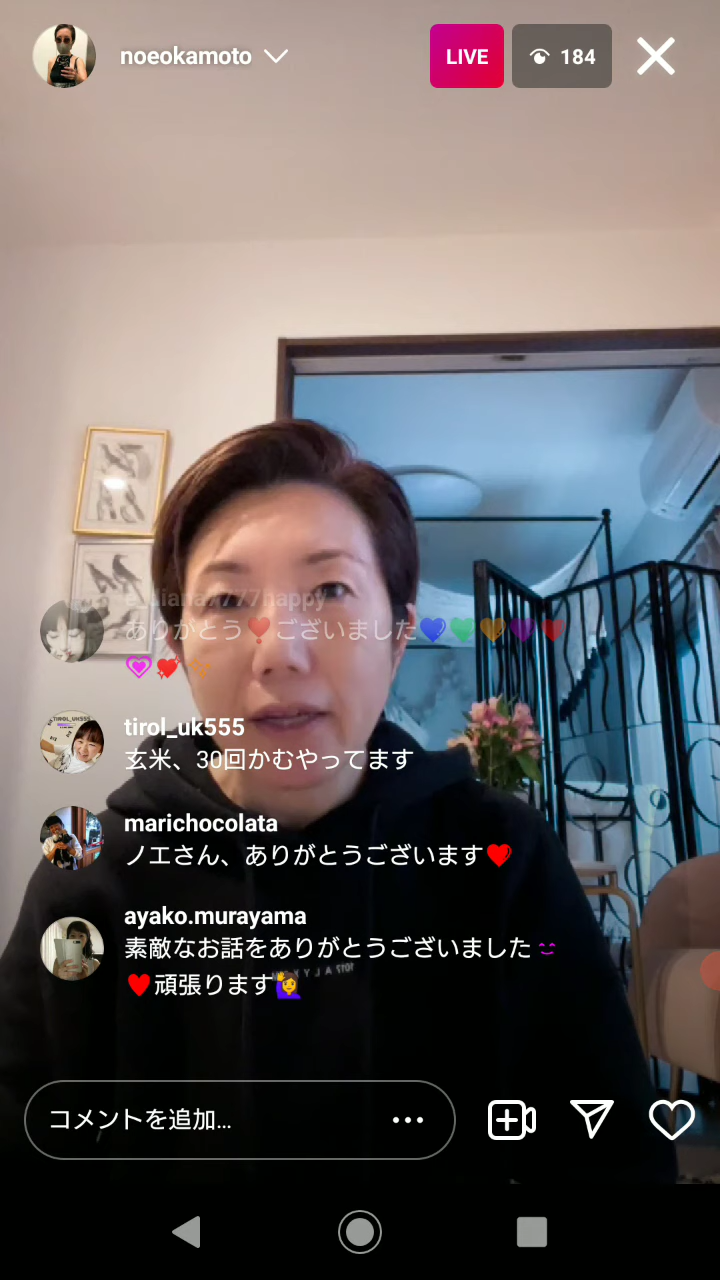 noeokamoto
LIVE
184
ありがとう❣️ございました💙💚🧡💜❤️
💗💖✨
tirol_uk555
玄米、30回かむやってます
marichocolata
ノエさん、ありがとうございます❤️
ayako.murayama
素敵なお話をありがとうございました
♥️頑張ります🙋‍♀️
コメントを追加...